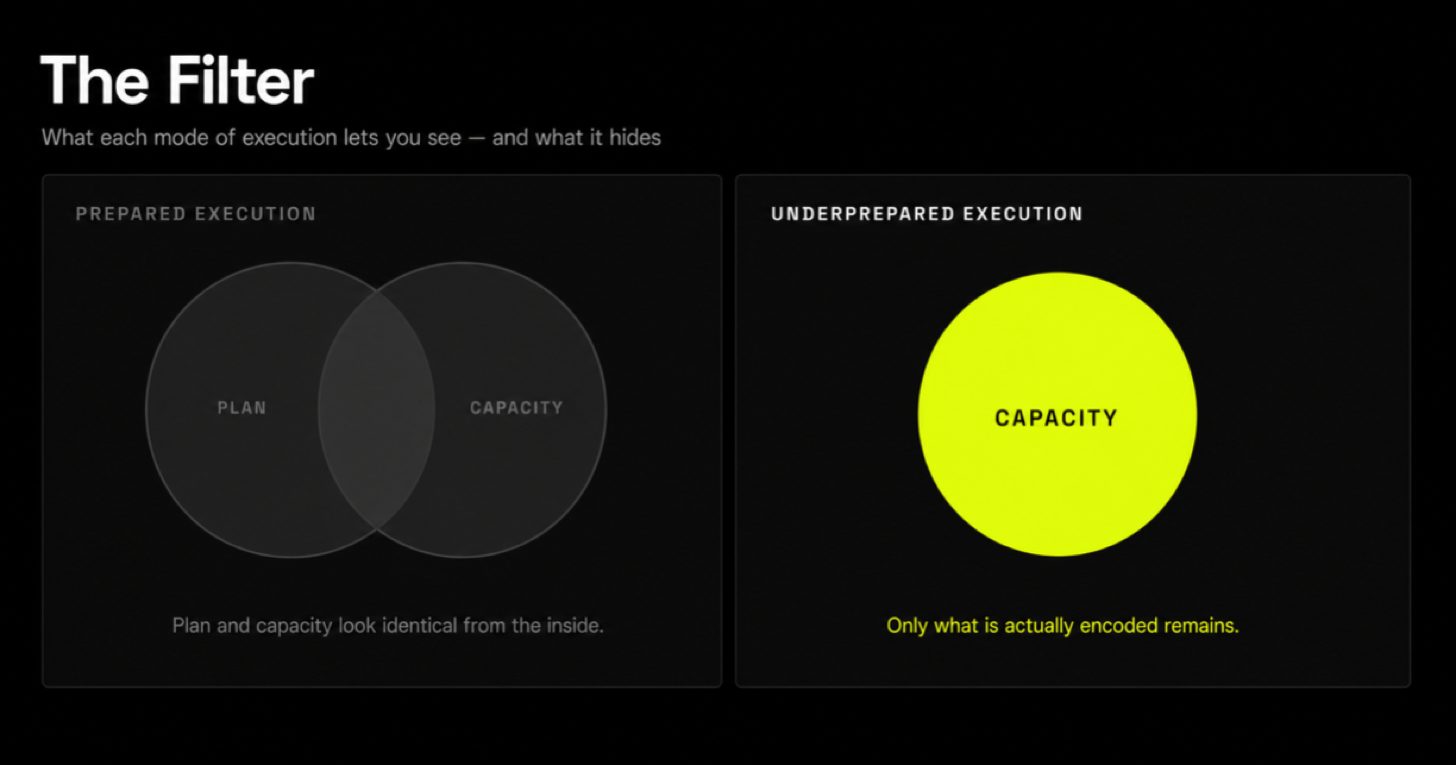 The Filter
What each mode of execution lets you see — and what it hides
PREPARED EXECUTION
PLAN
CAPACITY
Plan and capacity look identical from the inside.
UNDERPREPARED EXECUTION
CAPACITY
Only what is actually encoded remains.